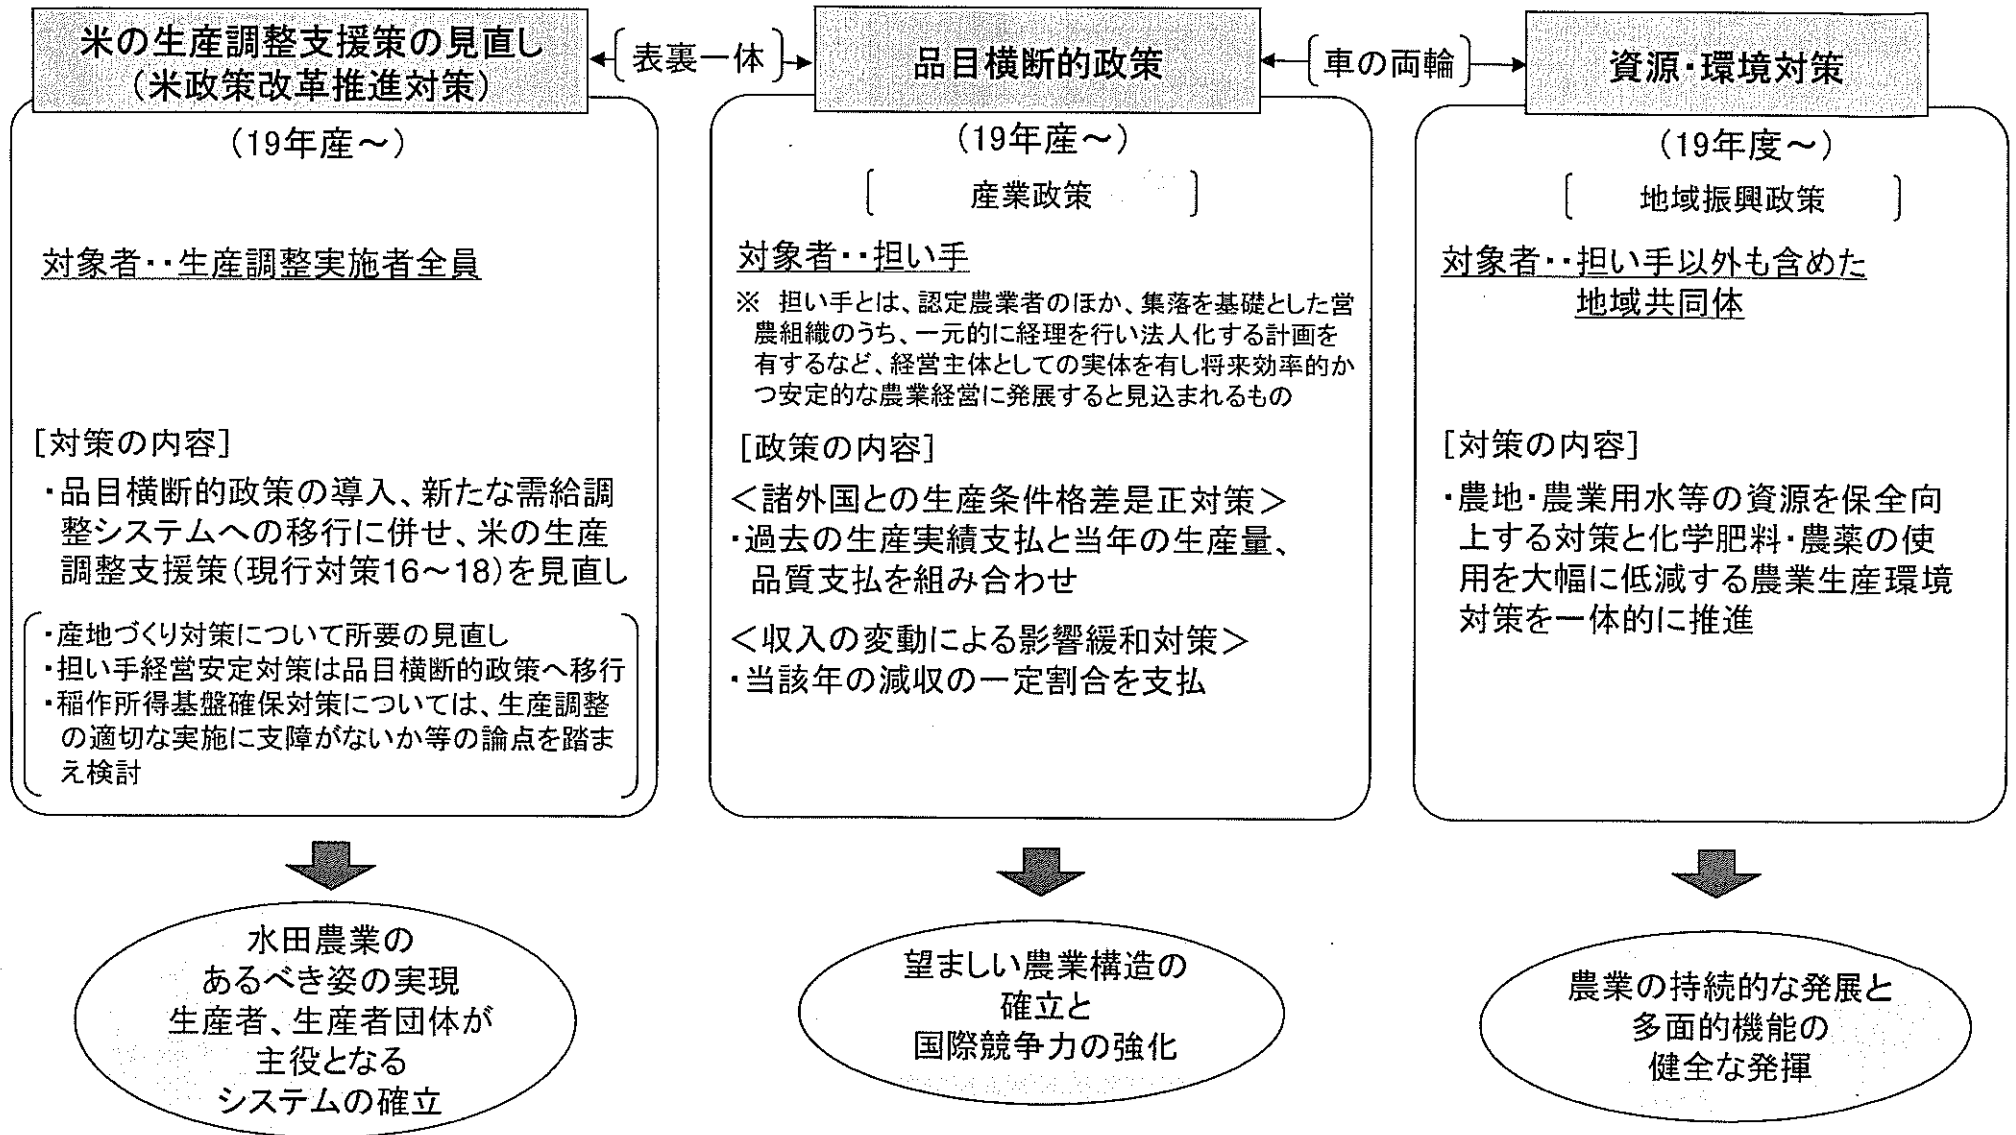 米の生産調整支援策の見直し
(米政策改革推進対策)
表裏一体
品目横断的政策
車の両輪
資源・環境対策
(19年産～)
対象者・・生産調整実施者全員
[対策の内容]
・品目横断的政策の導入、新たな需給調
整システムへの移行に併せ、米の生産
調整支援策(現行対策16～18)を見直し
・産地づくり対策について所要の見直し
・担い手経営安定対策は品目横断的政策へ移行
・稲作所得基盤確保対策については、生産調整
の適切な実施に支障がないか等の論点を踏ま
え検討
水田農業の
あるべき姿の実現
生産者、生産者団体が
主役となる
システムの確立
(19年産～)
[ 産業政策 ]
対象者・・担い手
※ 担い手とは、認定農業者のほか、集落を基礎とした営
農組織のうち、一元的に経理を行い法人化する計画を
有するなど、経営主体としての実体を有し将来効率的か
つ安定的な農業経営に発展すると見込まれるもの
[政策の内容]
＜諸外国との生産条件格差是正対策＞
・過去の生産実績支払と当年の生産量、
品質支払を組み合わせ
＜収入の変動による影響緩和対策＞
・当該年の減収の一定割合を支払
望ましい農業構造の
確立と
国際競争力の強化
(19年度～)
[ 地域振興政策 ]
対象者・・担い手以外も含めた
地域共同体
[対策の内容]
・農地・農業用水等の資源を保全向
上する対策と化学肥料・農薬の使
用を大幅に低減する農業生産環境
対策を一体的に推進
農業の持続的な発展と
多面的機能の
健全な発揮